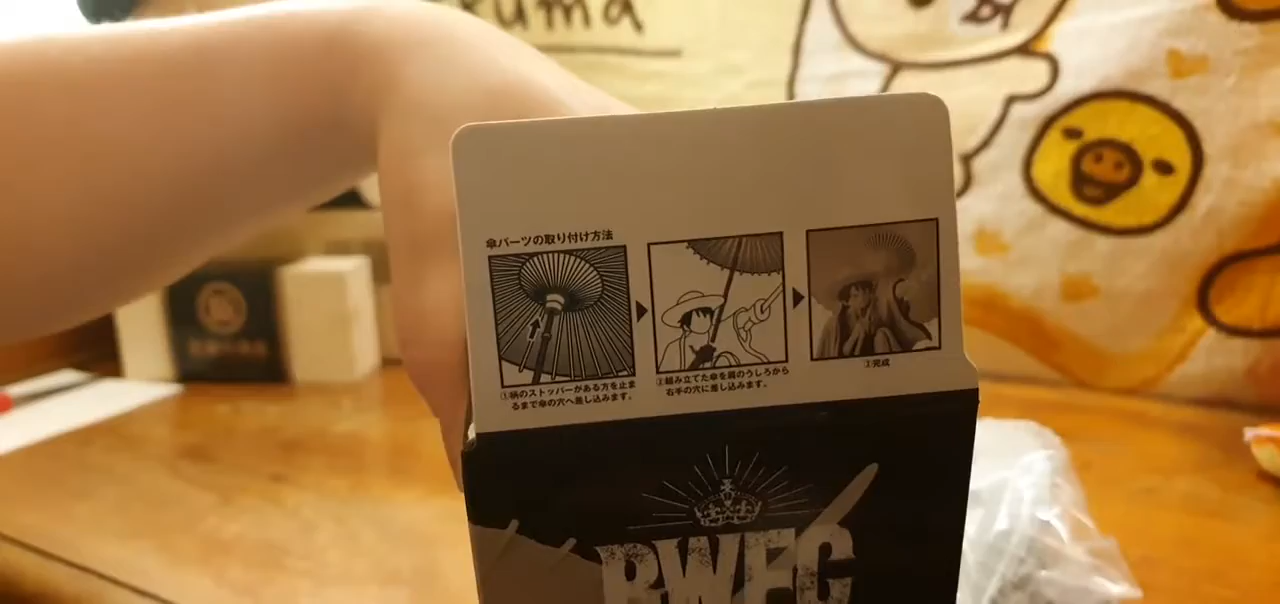 kuma
傘パーツの取り付け方法
①柄のストッパーがある方を止ま
るまで傘の穴へ差し込みます。
②組み立てた傘を肩のうしろから
右手の穴に差し込みます。
③完成
BWFC